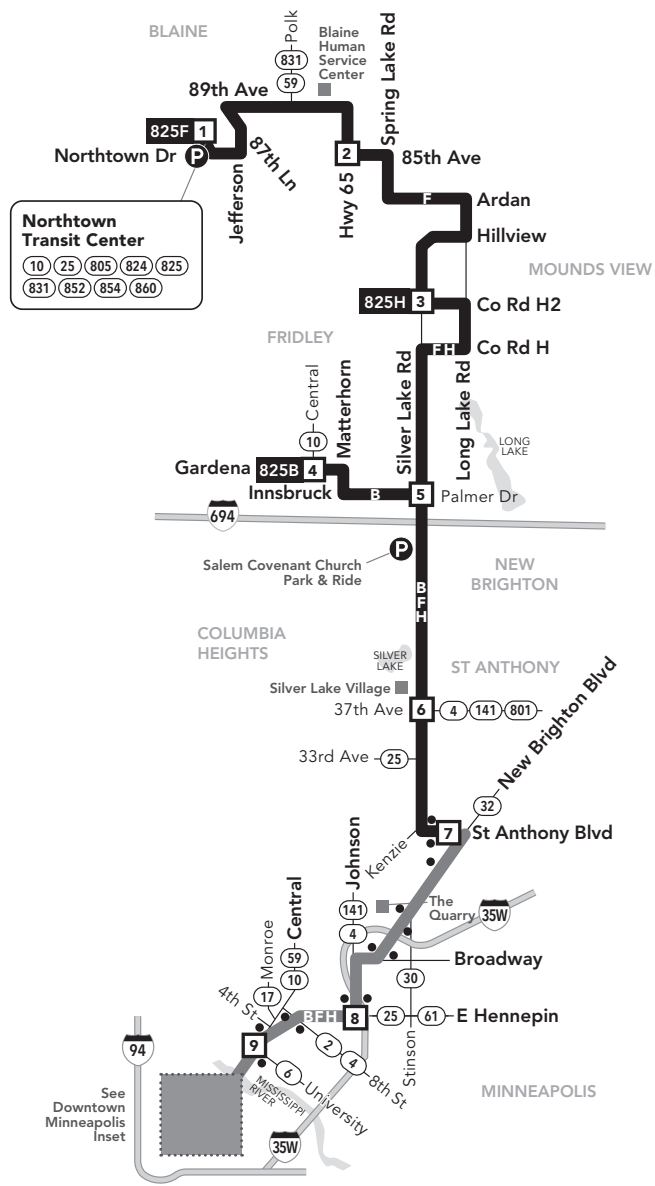 BLAINE
Polk
831
59
Blaine
Human
Service
Center
Spring Lake Rd
89th Ave
825F 1
Northtown Dr P
87th Ln
Jefferson
2
Hwy 65
85th Ave
F
Ardan
Hillview
Northtown
Transit Center
10 25 805 824 825
831 852 854 860
MOUNDS VIEW
825H 3
Co Rd H2
FRIDLEY
F H
Co Rd H
Central
10
Matterhorn
Silver Lake Rd
Long Lake Rd
LONG
LAKE
Gardena 825B 4
Innsbruck
B
5 Palmer Dr
694
P
Salem Covenant Church
Park & Ride
NEW
BRIGHTON
B
F
H
COLUMBIA
HEIGHTS
SILVER
LAKE
ST ANTHONY
Silver Lake Village
37th Ave 6 4 141 801
New Brighton Blvd
33rd Ave 25
32
7 St Anthony Blvd
Kenzie
Johnson
141
4
The
Quarry
35W
Broadway
Central
59
10
Monroe
17
4th St
30
Stinson
B F H
8 25 61 E Hennepin
9
2
4
8th St
6
University
94
MISSISSIPPI
RIVER
See
Downtown
Minneapolis
Inset
35W
MINNEAPOLIS